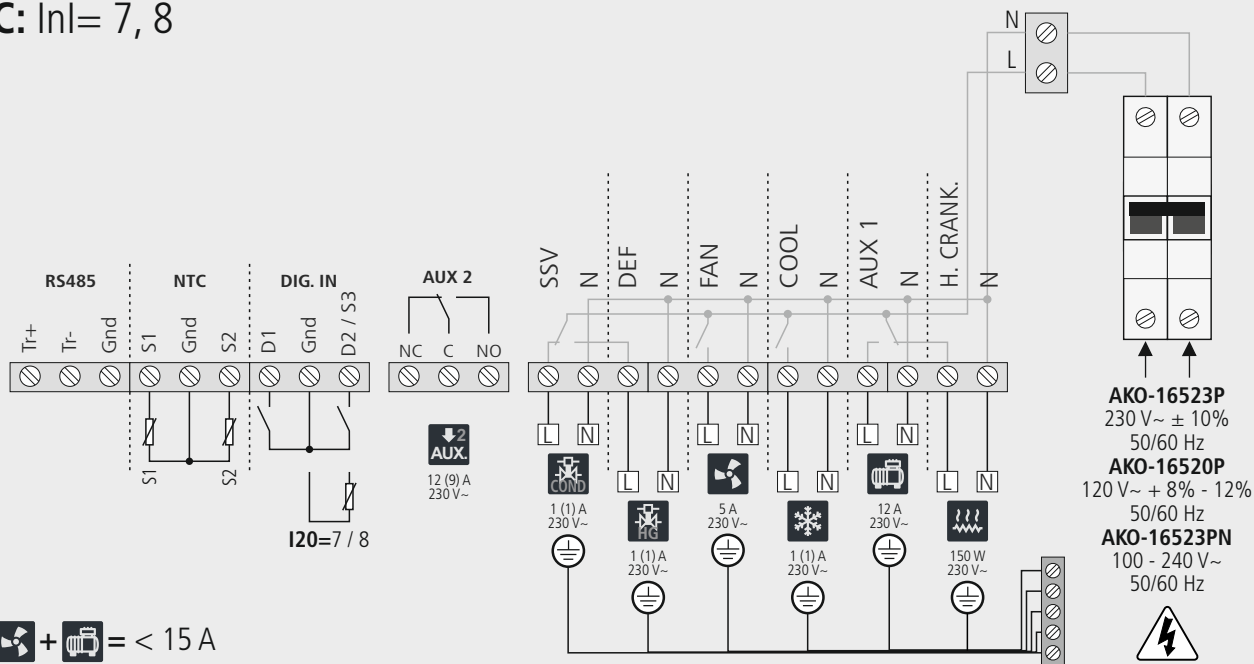 C: InI= 7, 8
N
L
RS485
NTC
DIG. IN
AUX 2
SSV
N
DEF
N
FAN
N
COOL
N
AUX 1
N
H. CRANK.
N
Tr+
Tr-
Gnd
S1
Gnd
S2
D1
Gnd
D2 / S3
NC
C
NO
S1
S2
I20=7 / 8
2
AUX.
12 (9) A
230 V~
L
N
COND
1 (1) A
230 V~
L
N
HG
1 (1) A
230 V~
L
N
5 A
230 V~
L
N
1 (1) A
230 V~
L
N
12 A
230 V~
L
N
150 W
230 V~
AKO-16523P
230 V~ ± 10%
50/60 Hz
AKO-16520P
120 V~ + 8% - 12%
50/60 Hz
AKO-16523PN
100 - 240 V~
50/60 Hz
+ = < 15 A